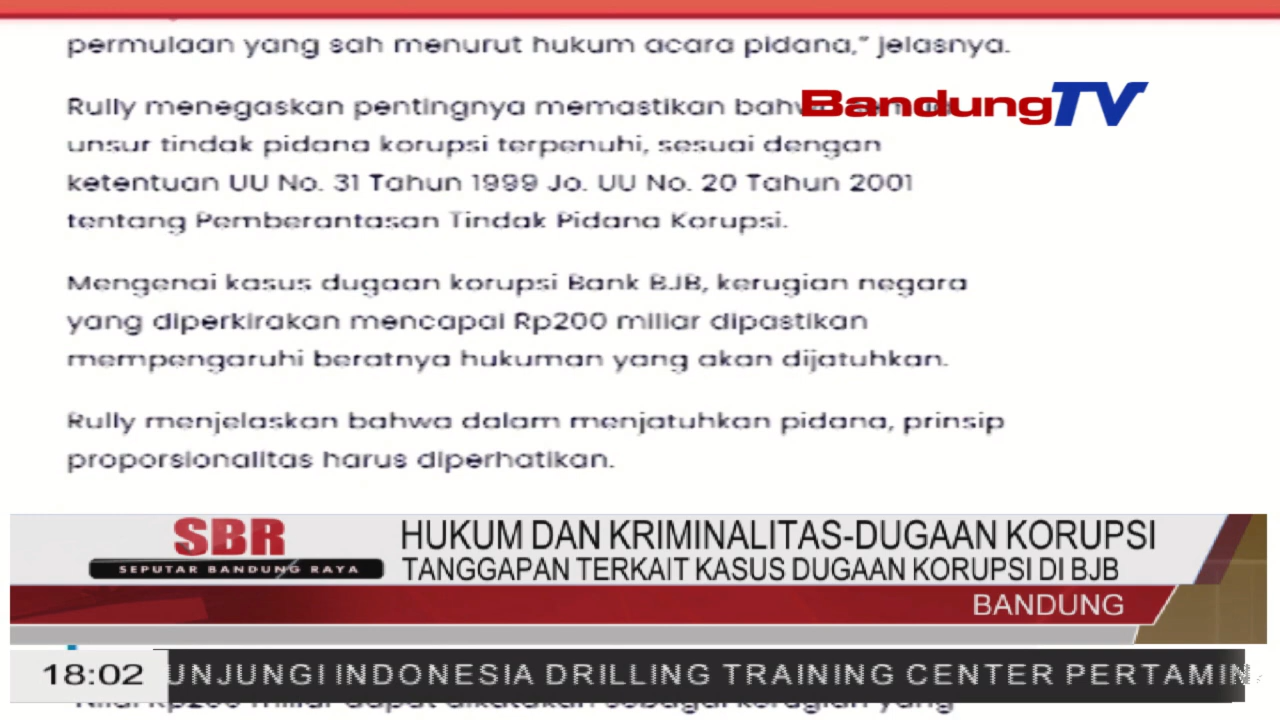 permulaan yang sah menurut hukum acara pidana," jelasnya.
Rully menegaskan pentingnya memastikan
BandungTV
unsur tindak pidana korupsi terpenuhi, sesuai dengan
ketentuan UU No. 31 Tahun 1999 Jo. UU No. 20 Tahun 2001
tentang Pemberantasan Tindak Pidana Korupsi.
Mengenai kasus dugaan korupsi Bank BJB, kerugian negara
yang diperkirakan mencapai Rp200 miliar dipastikan
mempengaruhi beratnya hukuman yang akan dijatuhkan.
Rully menjelaskan bahwa dalam menjatuhkan pidana, prinsip
proporsionalitas harus diperhatikan.
SBR
SEPUTAR BANDUNG RAYA
HUKUM DAN KRIMINALITAS-DUGAAN KORUPSI
TANGGAPAN TERKAIT KASUS DUGAAN KORUPSI DI BJB
BANDUNG
18:02
UNJUNGI INDONESIA DRILLING TRAINING CENTER PERTAMIN